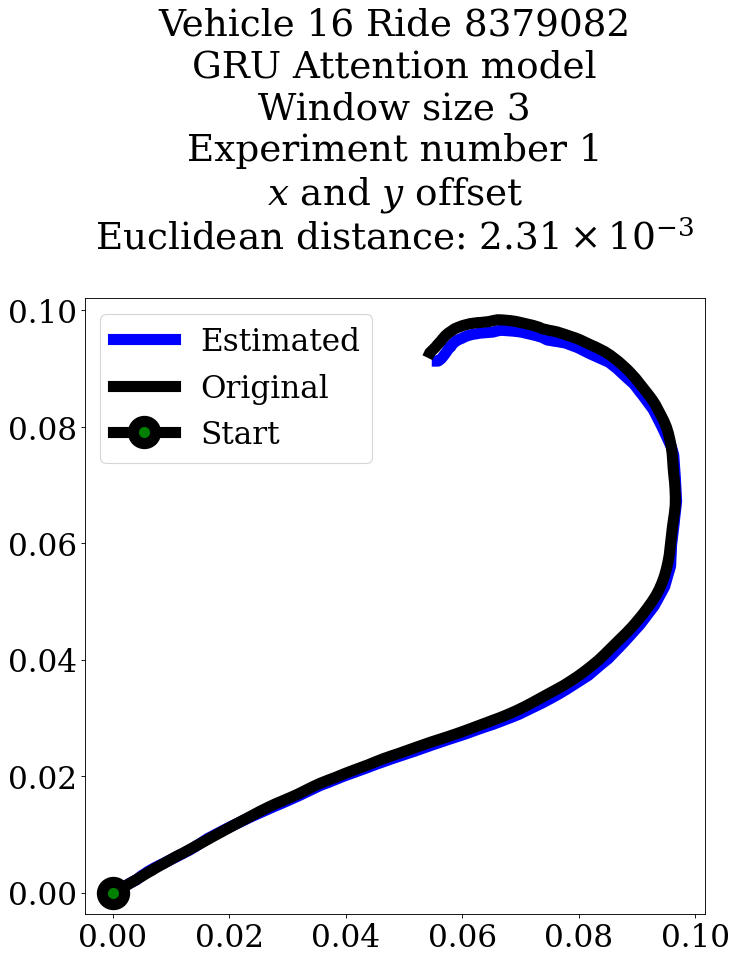 Vehicle 16 Ride 8379082
GRU Attention model
Window size 3
Experiment number 1
x and y offset
Euclidean distance: 2.31 × 10⁻³
Estimated
Original
Start
0.10
0.08
0.06
0.04
0.02
0.00
0.00 0.02 0.04 0.06 0.08 0.10